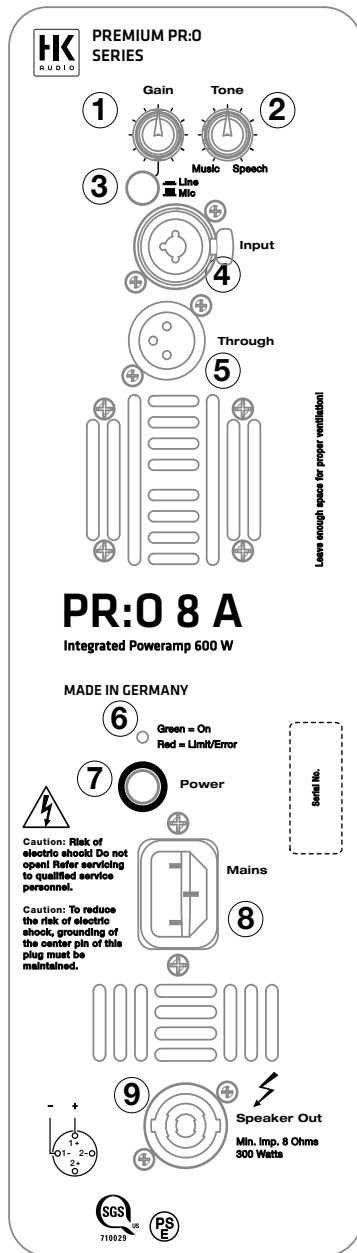 HK
AUDIO
PREMIUM PR:O
SERIES
Gain
Tone
1
2
Music
Speech
3
Line
Mic
Input
4
Through
5
Leave enough space for proper ventilation!
PR:O 8 A
Integrated Poweramp 600 W
MADE IN GERMANY
6
Green = On
Red = Limit/Error
7
Power
Serial No.
Caution: Risk of
electric shock! Do not
open! Refer servicing
to qualified service
personnel.
Mains
8
Caution: To reduce
the risk of electric
shock, grounding of
the center pin of this
plug must be
maintained.
9
Speaker Out
Min. Imp. 8 Ohms
300 Watts
- +
1+
1- 2-
2+
SGS
US
710029
PS
E